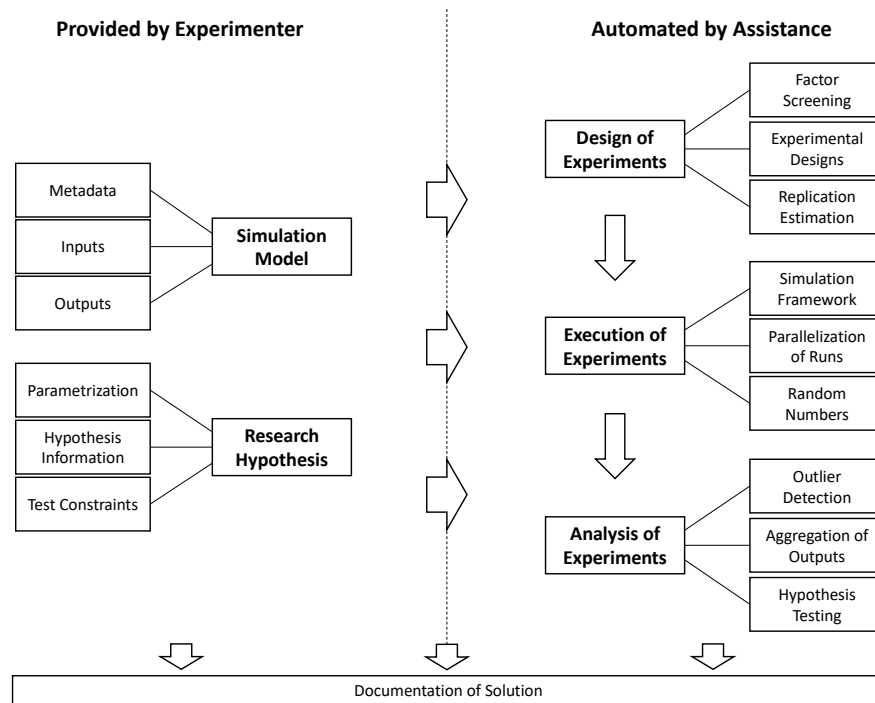 Provided by Experimenter
Metadata
Inputs
Outputs
Simulation
Model
Parametrization
Hypothesis
Information
Test Constraints
Research
Hypothesis
Automated by Assistance
Design of
Experiments
Factor
Screening
Experimental
Designs
Replication
Estimation
Execution of
Experiments
Simulation
Framework
Parallelization
of Runs
Random
Numbers
Analysis of
Experiments
Outlier
Detection
Aggregation of
Outputs
Hypothesis
Testing
Documentation of Solution